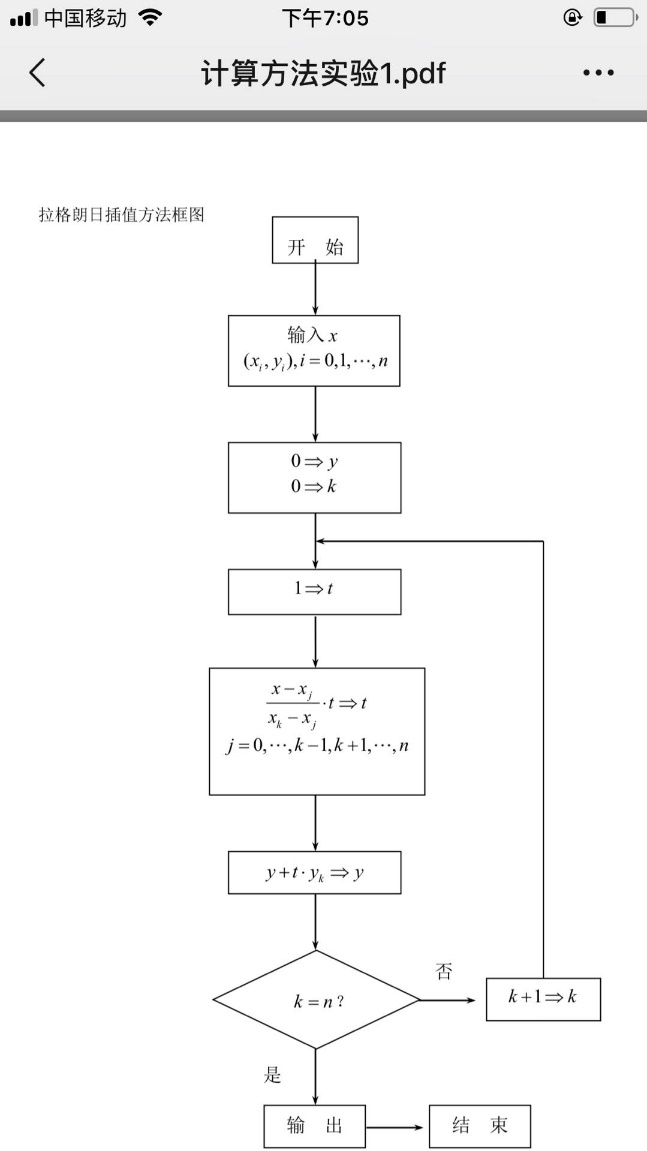 中国移动 下午7:05
计算方法实验1.pdf
拉格朗日插值方法框图
开 始
输入 x
(xᵢ, yᵢ), i = 0,1,⋯,n
0⇒y
0⇒k
1⇒t
x − xⱼ
xₖ − xⱼ
·t⇒t
j = 0,⋯,k−1,k+1,⋯,n
y+t·yₖ⇒y
否
k = n?
k+1⇒k
是
输 出
结 束